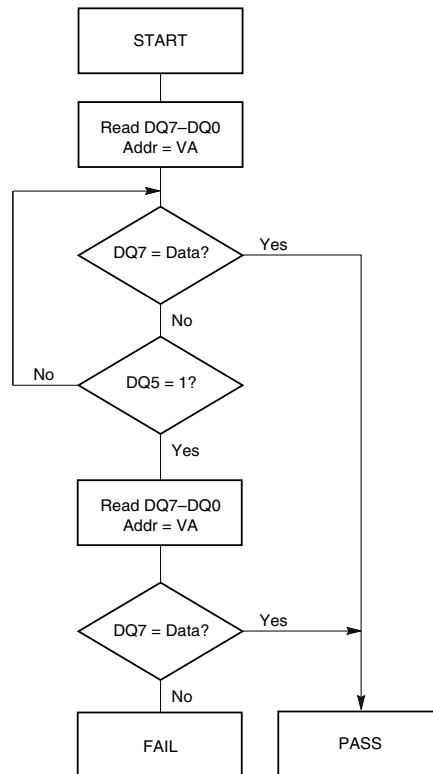 START
Read DQ7–DQ0
Addr = VA
DQ7 = Data?
Yes
No
DQ5 = 1?
No
Yes
Read DQ7–DQ0
Addr = VA
DQ7 = Data?
Yes
No
FAIL
PASS